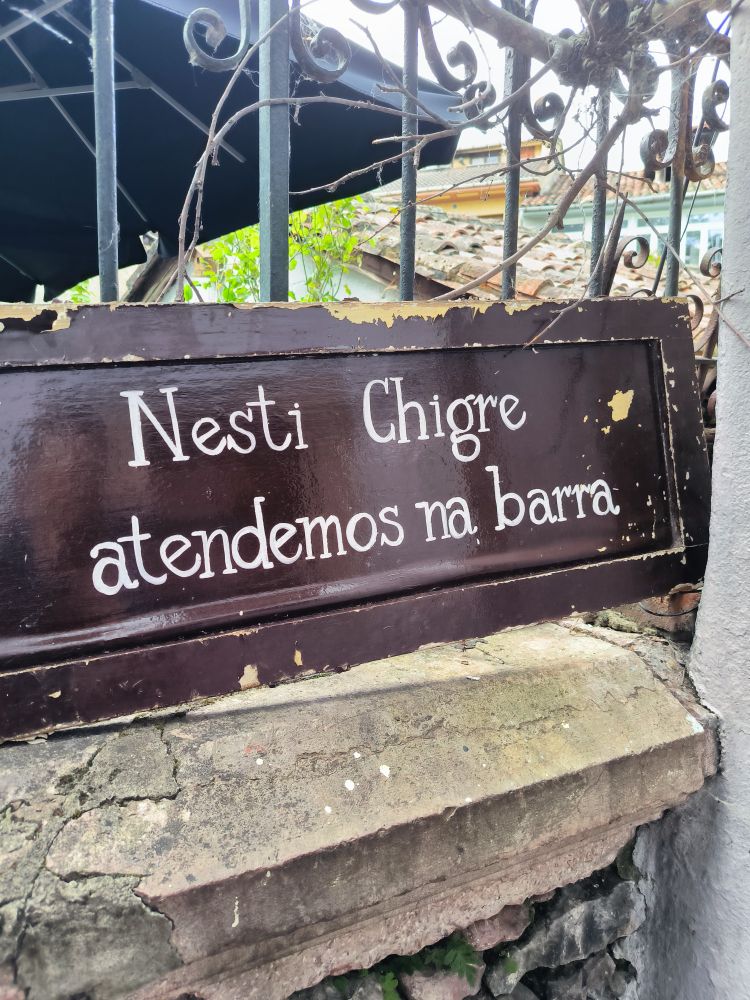 Nesti Chigre
atendemos na barra